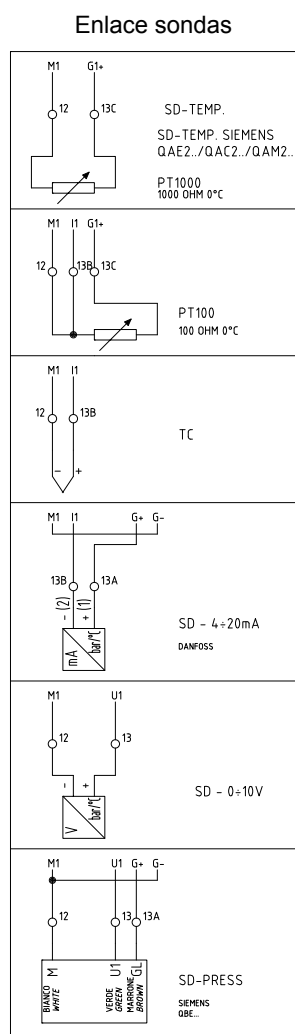 Enlace sondas
M1 G1+
12 13C
SD-TEMP.
SD-TEMP. SIEMENS
QAE2../QAC2../QAM2..
PT1000
1000 OHM 0°C
M1 I1 G1+
12 13B 13C
PT100
100 OHM 0°C
M1 I1
12 13B
- +
TC
M1 I1 G+ G-
13B 13A
- (2) + (1)
mA bar/°C
SD - 4÷20mA
DANFOSS
M1 U1
12 13
- +
V bar/°C
SD - 0÷10V
M1 U1 G+ G-
12 13 13A
M U1 GL
BIANCO VERDE MARRONE
WHITE GREEN BROWN
SD-PRESS
SIEMENS
QBE...